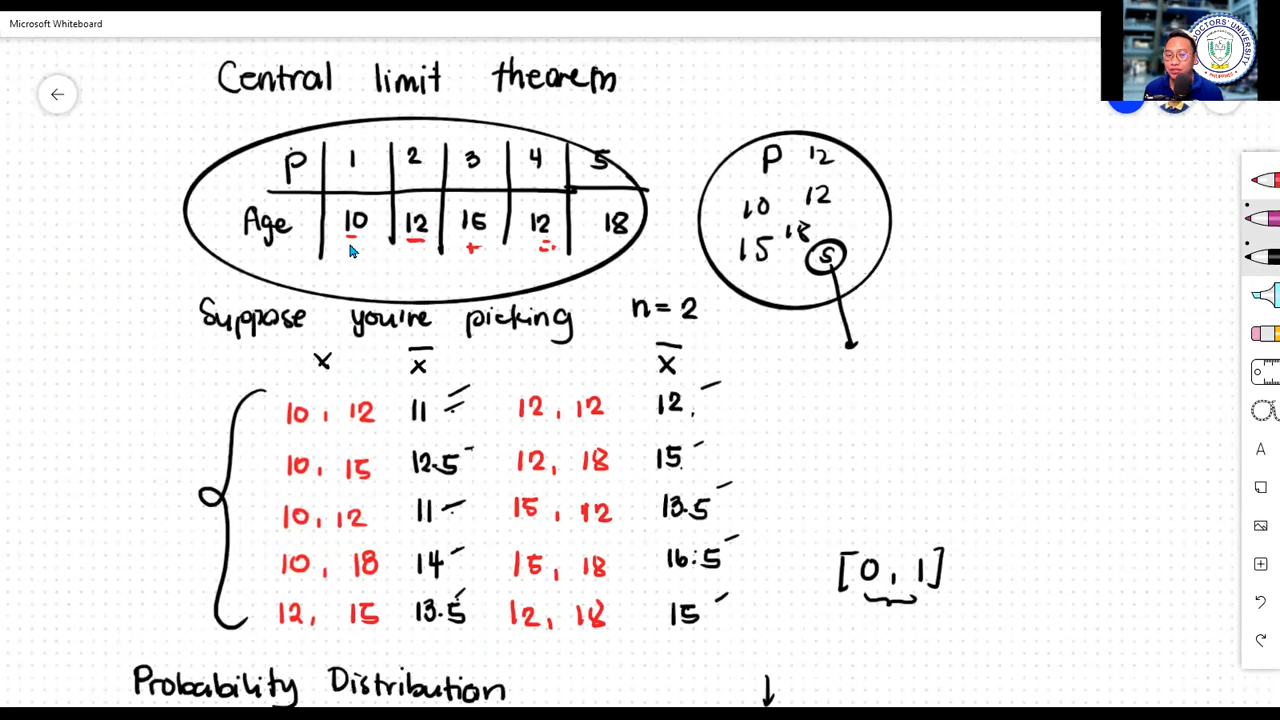 Microsoft Whiteboard
DOCTORS' UNIVERSITY
PHILIPPINES
Central limit theorem
P 1 2 3 4 5
Age 10 12 15 12 18
P 12
10 12
15 18 S
Suppose you're picking n = 2
x x̅ x̅
10, 12 11 12, 12 12
10, 15 12.5 12, 18 15
10, 12 11 15, 12 13.5
10, 18 14 15, 18 16.5
12, 15 13.5 12, 18 15
[0, 1]
Probability Distribution